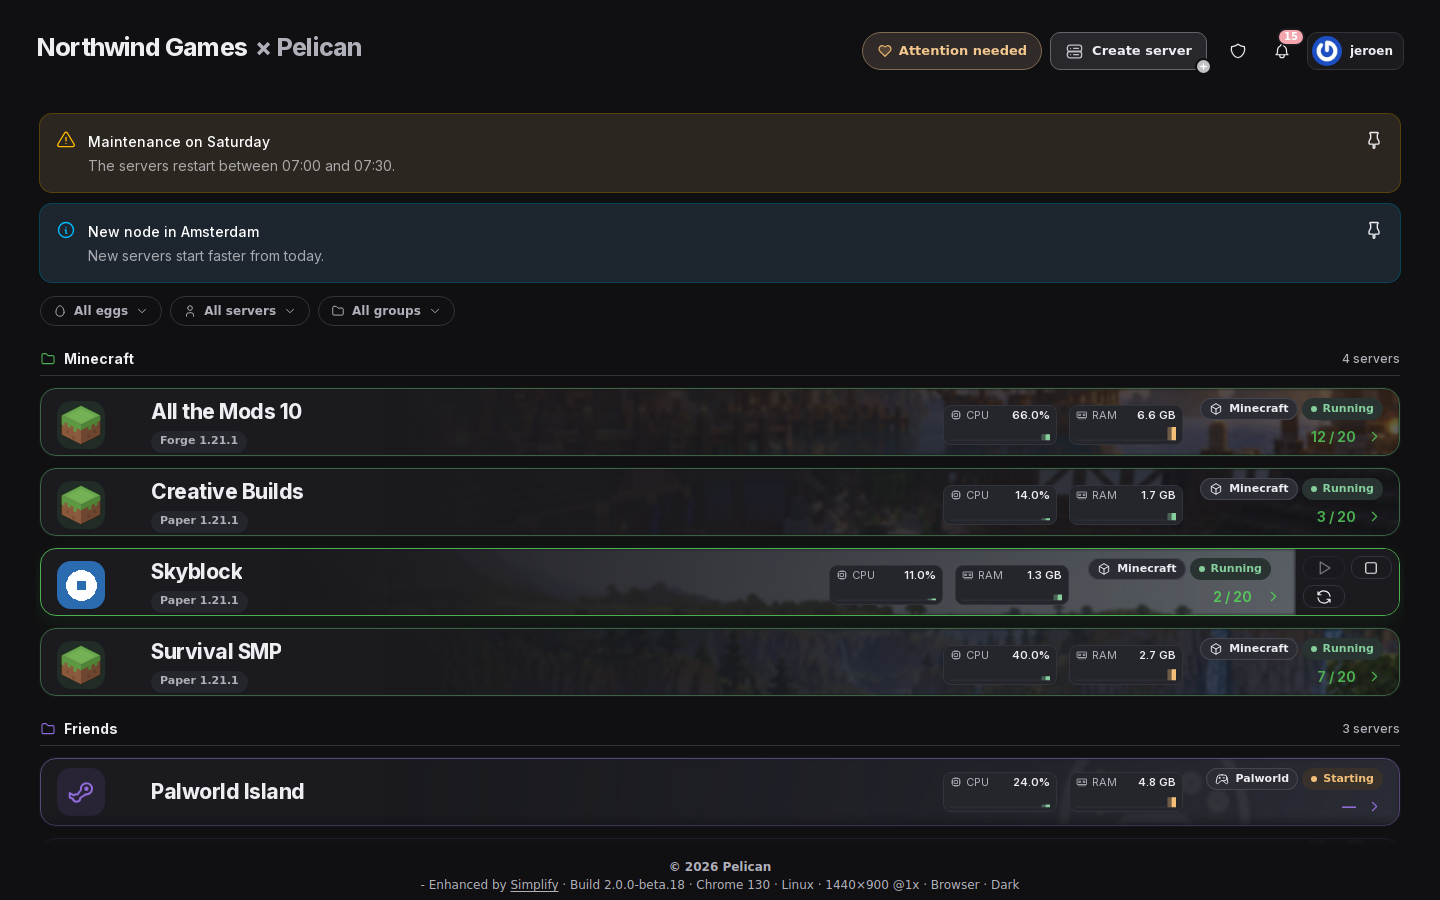 Northwind Games × Pelican
Attention needed
Create server
15
jeroen
Maintenance on Saturday
The servers restart between 07:00 and 07:30.
New node in Amsterdam
New servers start faster from today.
All eggs
All servers
All groups
Minecraft
4 servers
All the Mods 10
Forge 1.21.1
CPU 66.0%
RAM 6.6 GB
Minecraft
Running
12 / 20
Creative Builds
Paper 1.21.1
CPU 14.0%
RAM 1.7 GB
Minecraft
Running
3 / 20
Skyblock
Paper 1.21.1
CPU 11.0%
RAM 1.3 GB
Minecraft
Running
2 / 20
Survival SMP
Paper 1.21.1
CPU 40.0%
RAM 2.7 GB
Minecraft
Running
7 / 20
Friends
3 servers
Palworld Island
CPU 24.0%
RAM 4.8 GB
Palworld
Starting
—
© 2026 Pelican
- Enhanced by Simplify · Build 2.0.0-beta.18 · Chrome 130 · Linux · 1440×900 @1x · Browser · Dark